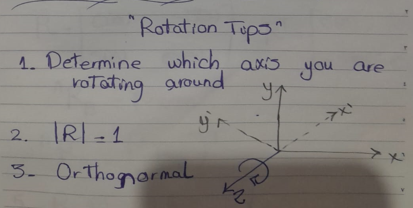 "Rotation Tips"
1. Determine which axis you are
rotating around
y
y'
x'
2. |R| = 1
x
3- Orthonormal
z